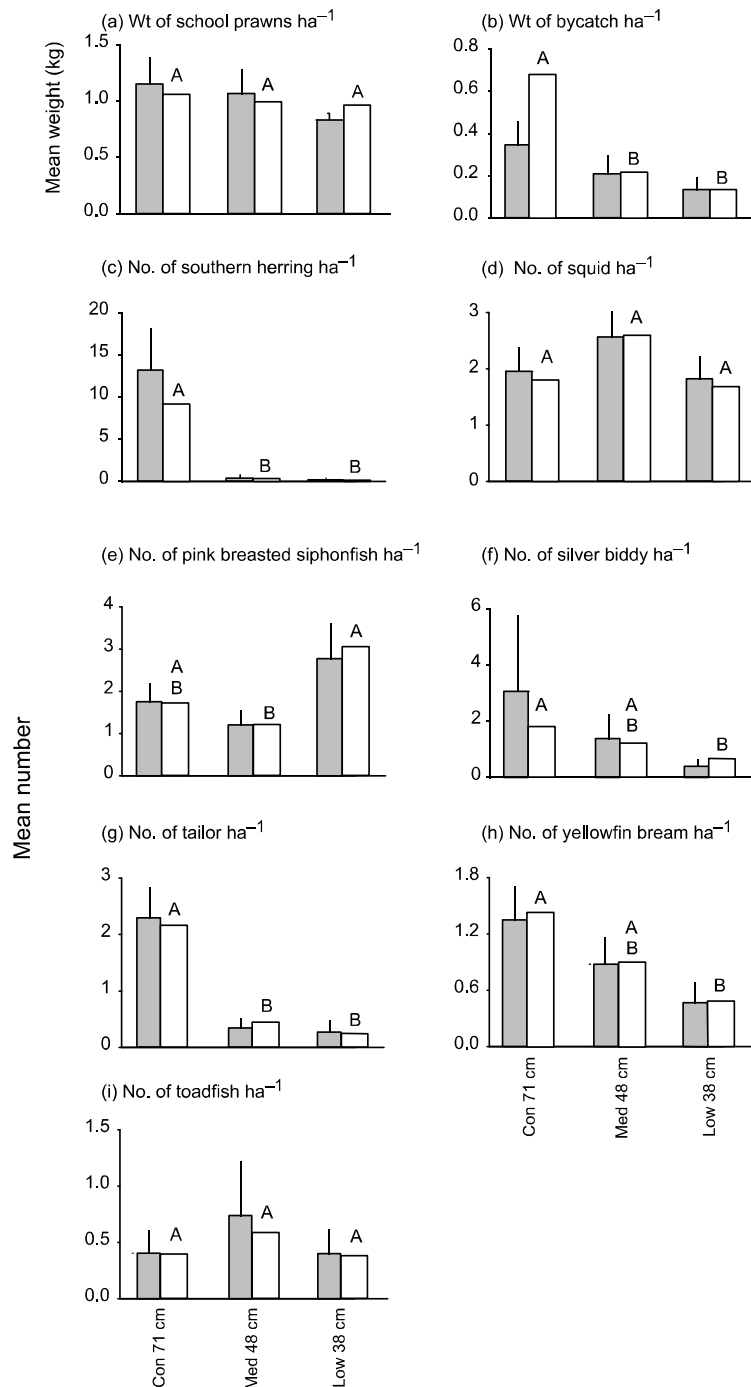 (a) Wt of school prawns ha⁻¹
Mean weight (kg)
1.5
1.0
0.5
0.0
A
A
A
(b) Wt of bycatch ha⁻¹
0.8
0.6
0.4
0.2
0.0
A
B
B
(c) No. of southern herring ha⁻¹
20
15
10
5
0
A
B
B
(d) No. of squid ha⁻¹
3
2
1
0
A
A
A
Mean number
(e) No. of pink breasted siphonfish ha⁻¹
4
3
2
1
0
A
B
B
A
(f) No. of silver biddy ha⁻¹
6
4
2
0
A
A
B
B
(g) No. of tailor ha⁻¹
3
2
1
0
A
B
B
(h) No. of yellowfin bream ha⁻¹
1.8
1.2
0.6
0.0
A
A
B
B
Con 71 cm
Med 48 cm
Low 38 cm
(i) No. of toadfish ha⁻¹
1.5
1.0
0.5
0.0
A
A
A
Con 71 cm
Med 48 cm
Low 38 cm